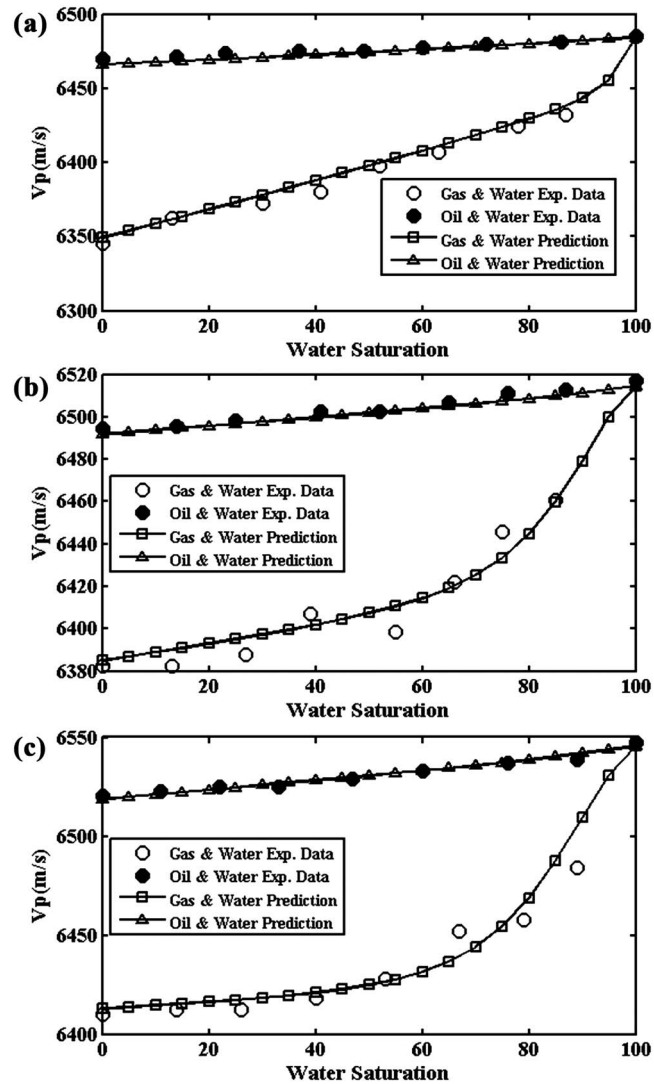 (a)
6500
6450
6400
6350
6300
Vp(m/s)
Gas & Water Exp. Data
Oil & Water Exp. Data
Gas & Water Prediction
Oil & Water Prediction
0 20 40 60 80 100
Water Saturation
(b)
6520
6500
6480
6460
6440
6420
6400
6380
Vp(m/s)
Gas & Water Exp. Data
Oil & Water Exp. Data
Gas & Water Prediction
Oil & Water Prediction
0 20 40 60 80 100
Water Saturation
(c)
6550
6500
6450
6400
Vp(m/s)
Gas & Water Exp. Data
Oil & Water Exp. Data
Gas & Water Prediction
Oil & Water Prediction
0 20 40 60 80 100
Water Saturation